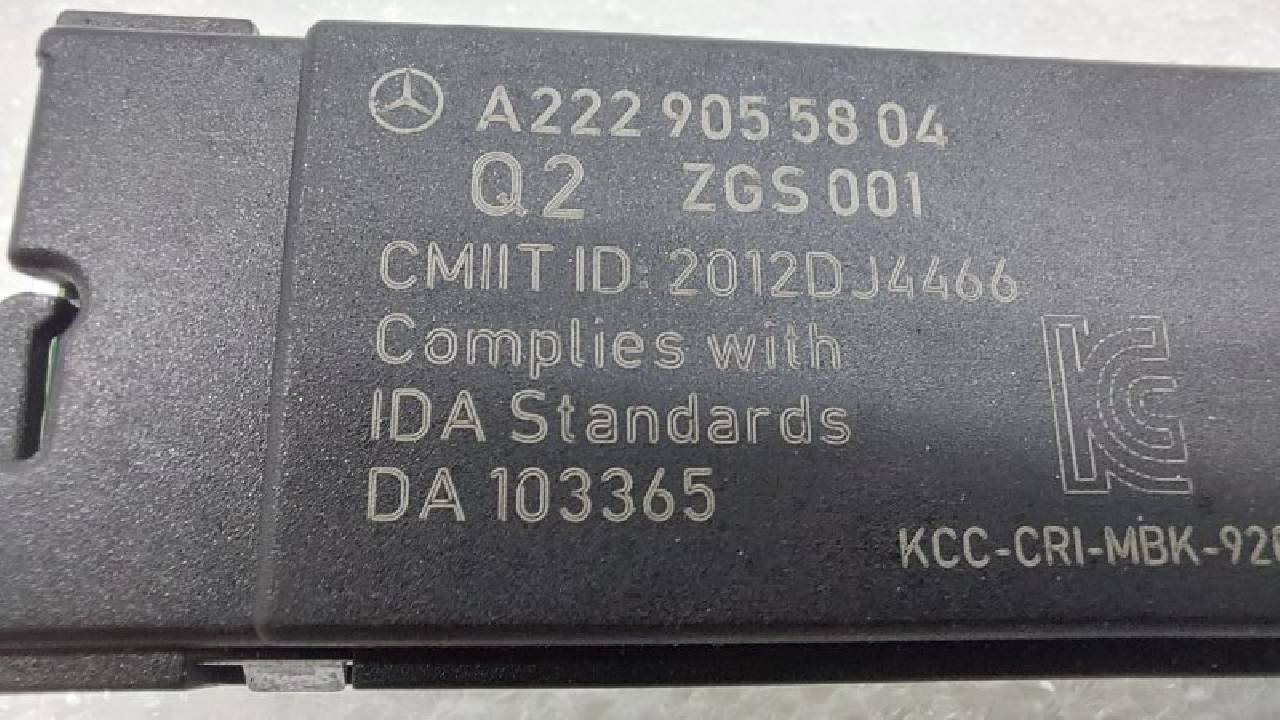 A222 905 58 04
Q2 ZGS 001
CMIIT ID: 2012DJ4466
Complies with
IDA Standards
DA 103365
KC
KCC-CRI-MBK-92